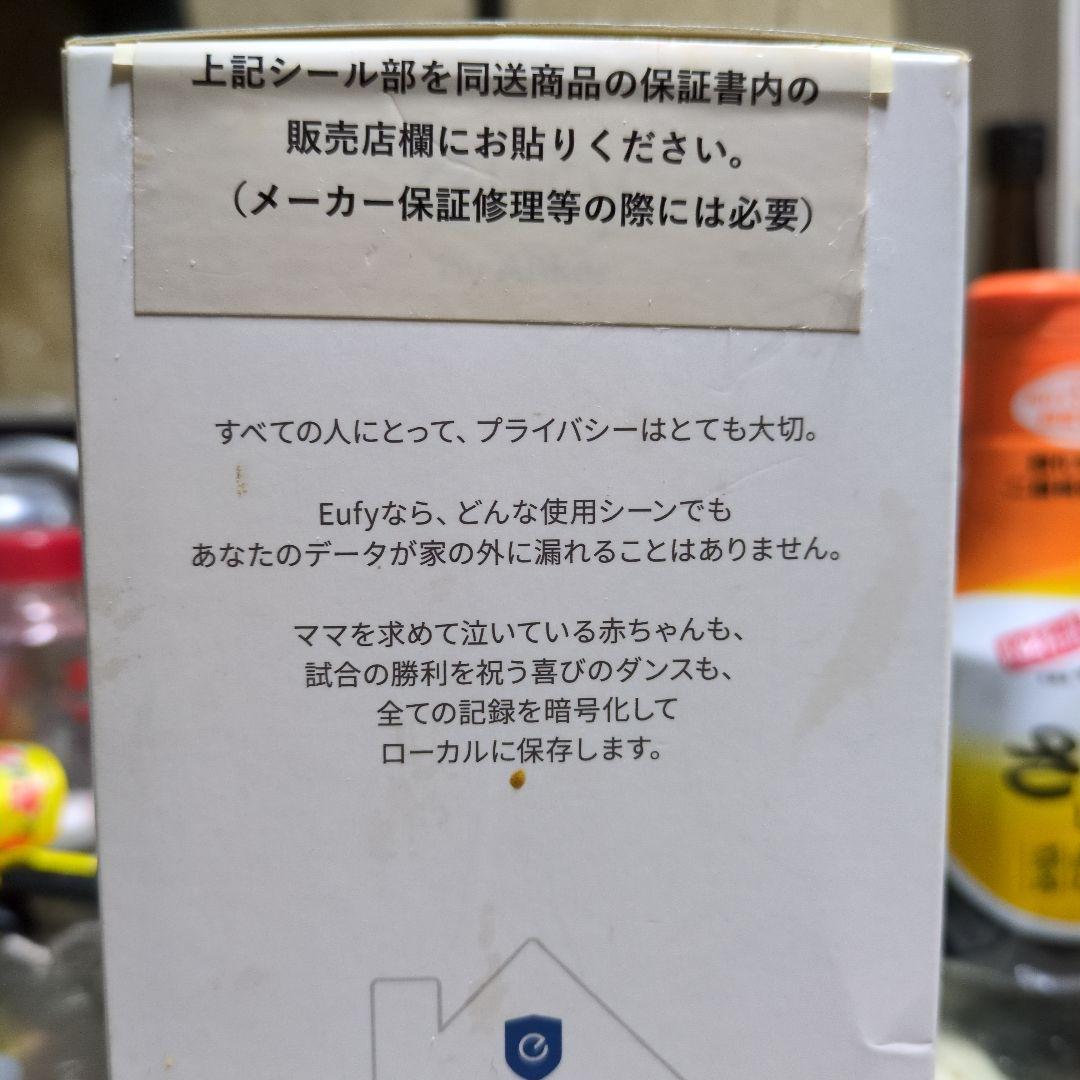 上記シール部を同送商品の保証書内の
販売店欄にお貼りください。
（メーカー保証修理等の際には必要）
すべての人にとって、プライバシーはとても大切。
Eufyなら、どんな使用シーンでも
あなたのデータが家の外に漏れることはありません。
ママを求めて泣いている赤ちゃんも、
試合の勝利を祝う喜びのダンスも、
全ての記録を暗号化して
ローカルに保存します。